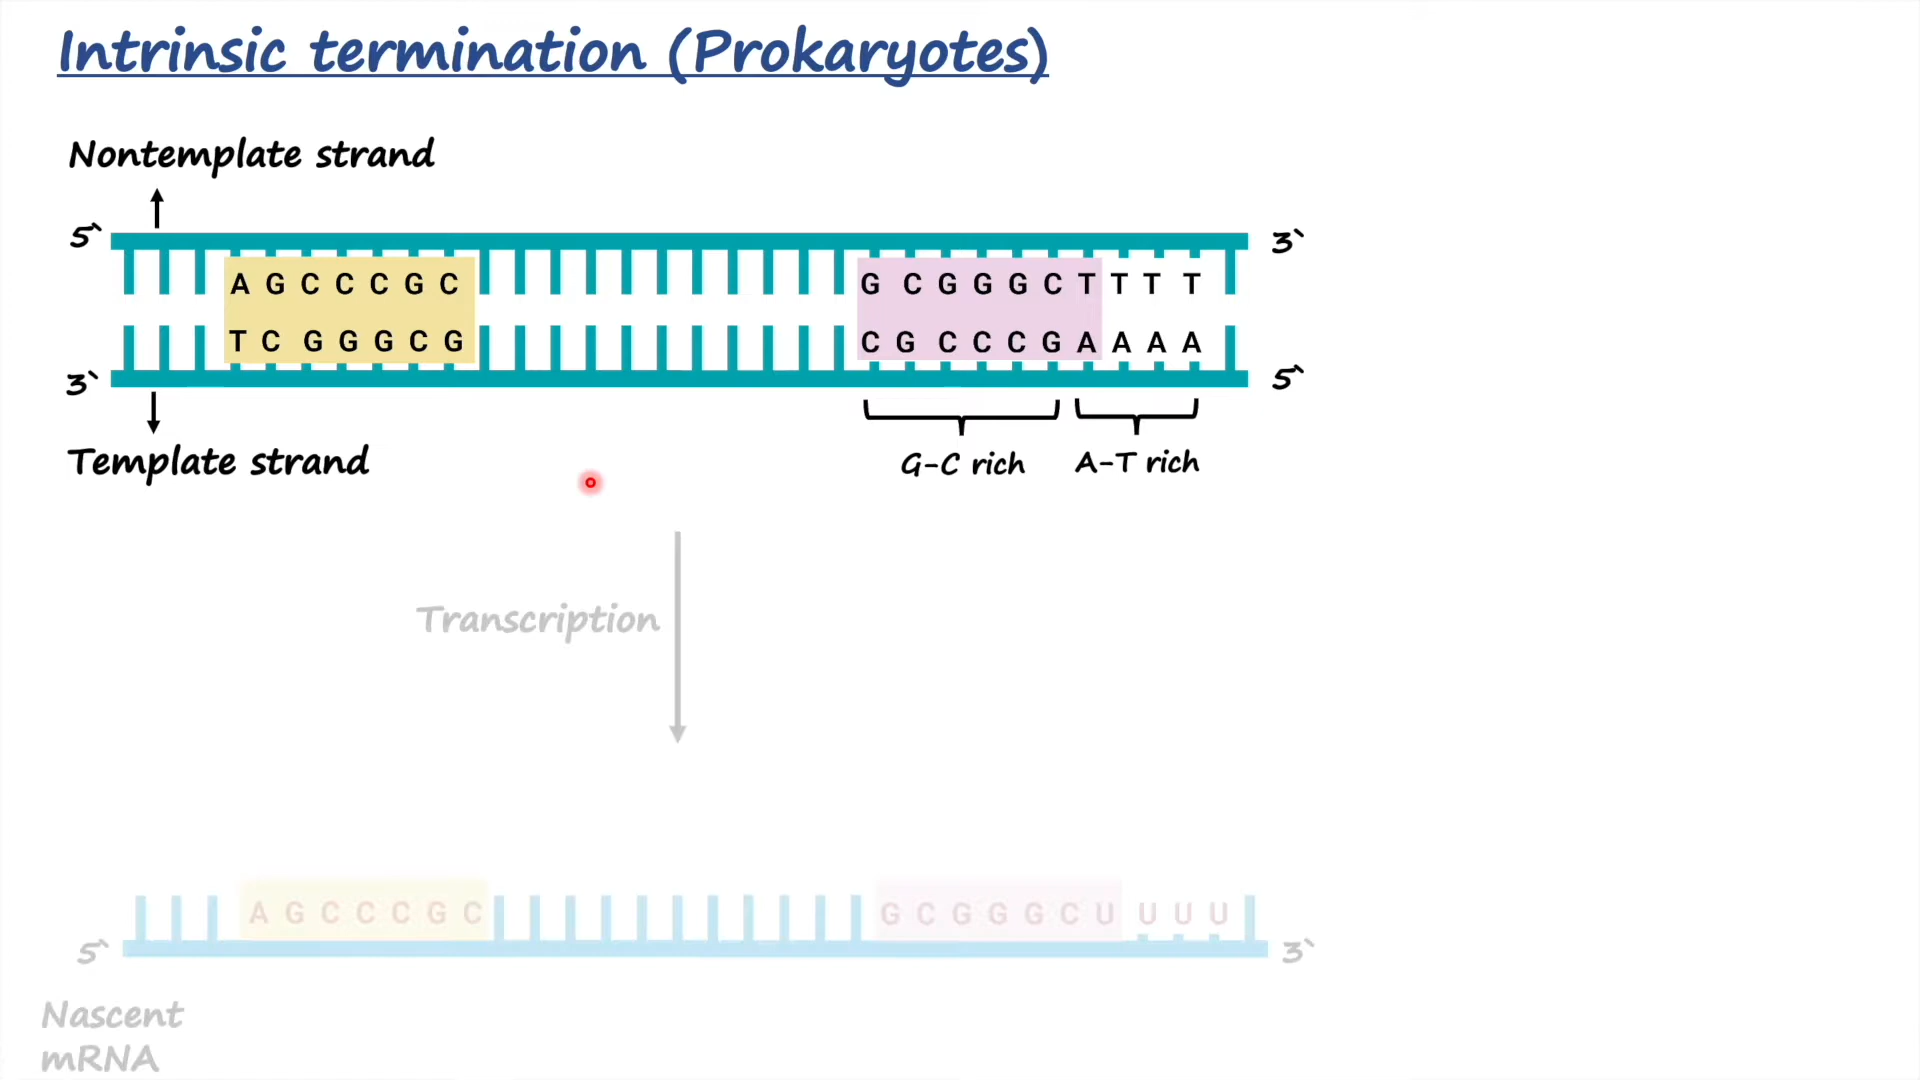 Intrinsic termination (Prokaryotes)
Nontemplate strand
5` 3`
A G C C C G C G C G G G C T T T T
T C G G G C G C G C C C G A A A A
3` 5`
Template strand
G-C rich A-T rich
Transcription
A G C C C G C G C G G G C U U U U
5` 3`
Nascent
mRNA